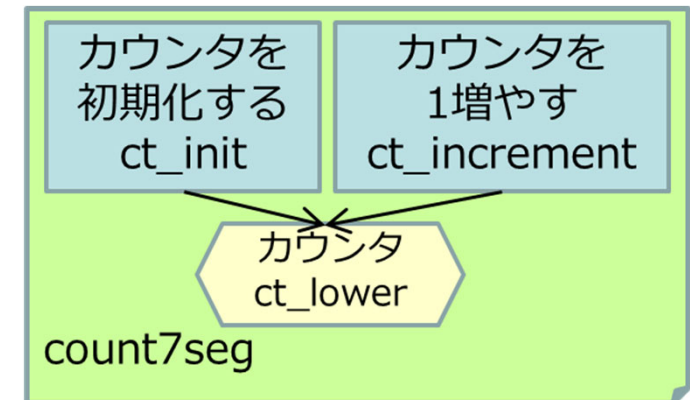 カウンタを
初期化する
ct_init
カウンタを
1増やす
ct_increment
カウンタ
ct_lower
count7seg